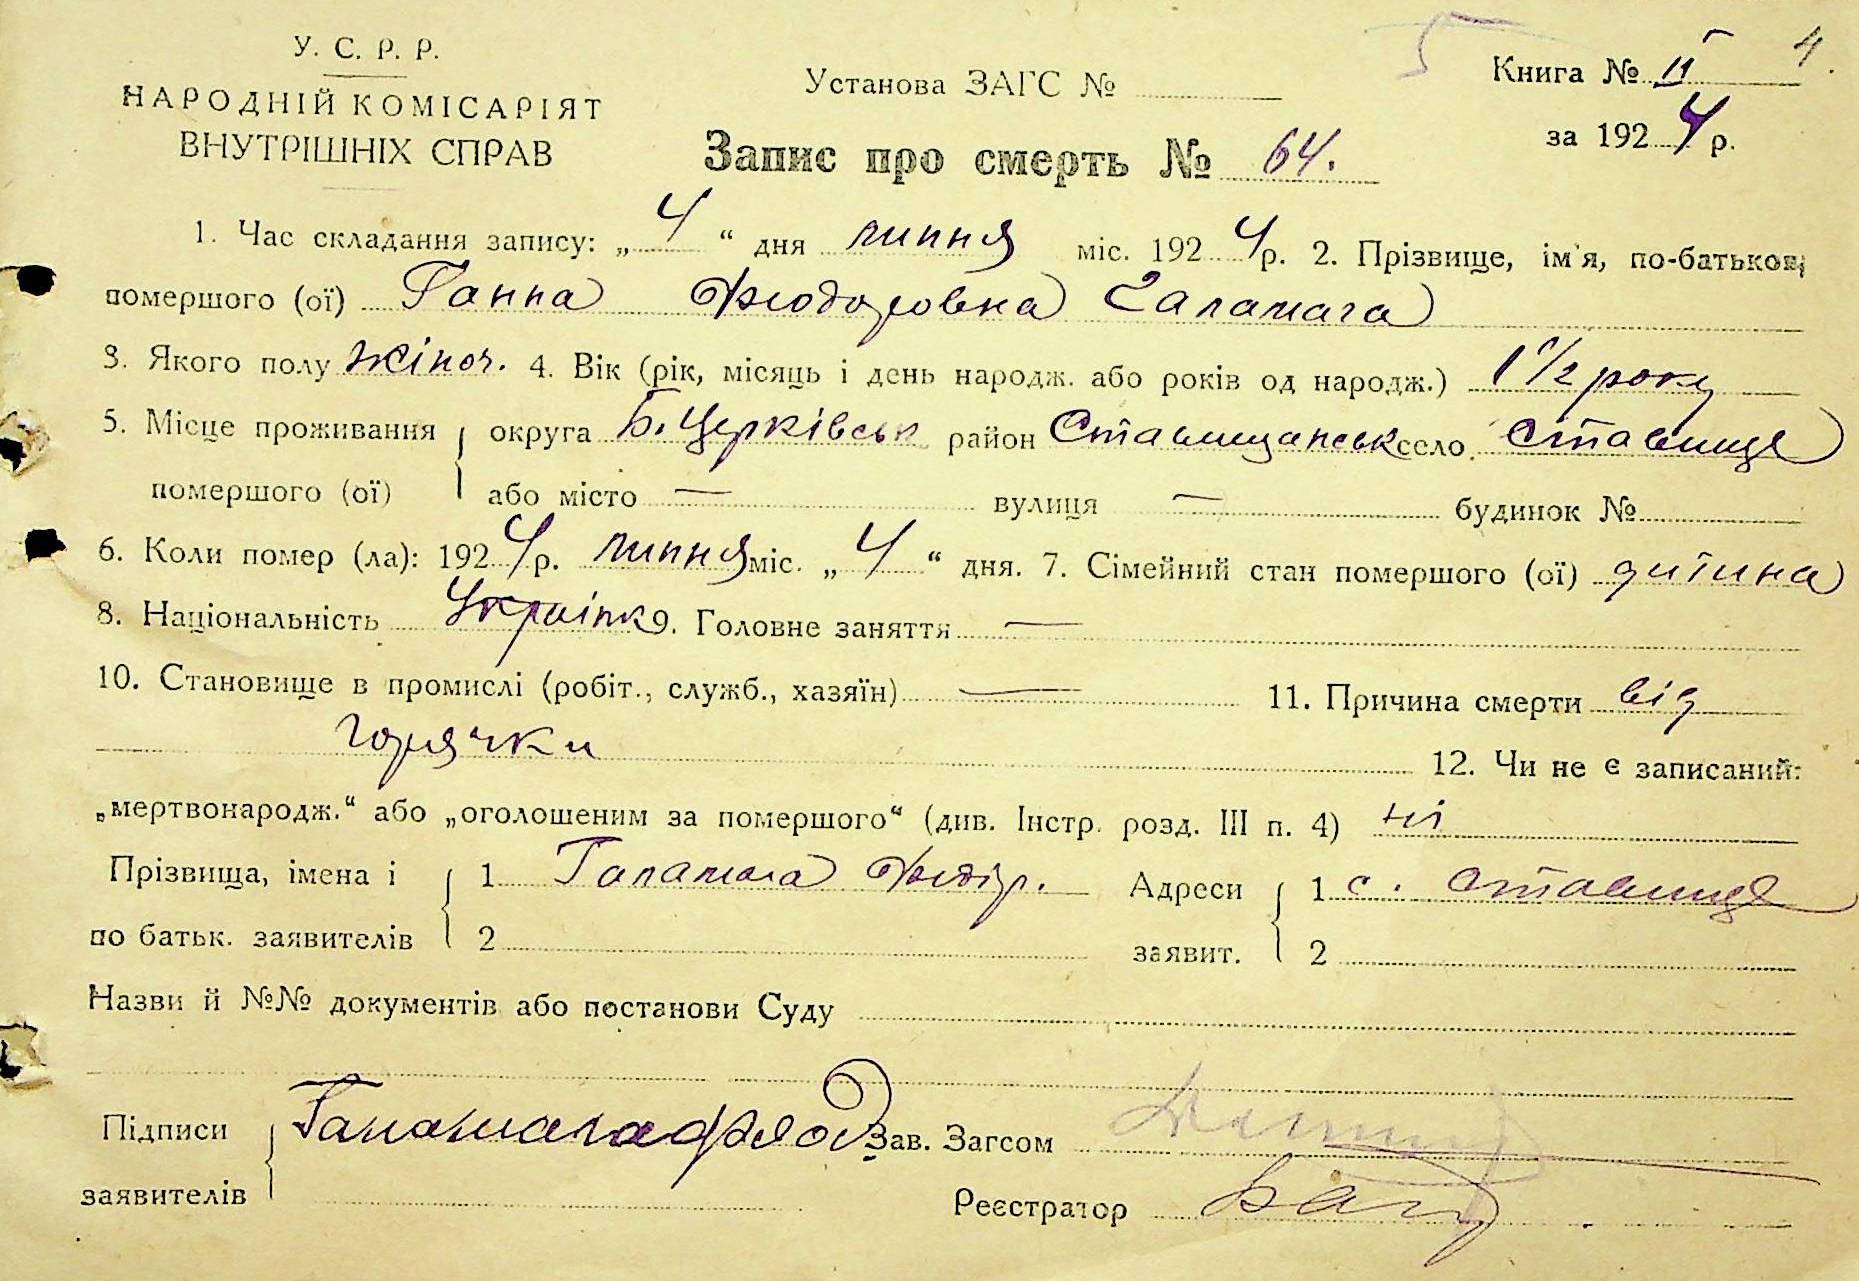 У. С. Р. Р.
НАРОДНІЙ КОМІСАРІЯТ
ВНУТРІШНІХ СПРАВ
Установа ЗАГС №
Книга № II 4.
за 1924 р.
Запис про смерть № 64.
1. Час складання запису: „4“ дня липня міс. 1924 р. 2. Прізвище, ім'я, по-батькові
помершого (ої) Ганна Хтодоровна Галамага
3. Якого полу жіноч. 4. Вік (рік, місяць і день народж. або років од народж.) 1 1/2 року
5. Місце проживання округа Б. Церківськ район Ставищанськ село Ставище
помершого (ої) або місто — вулиця — будинок №
6. Коли помер (ла): 1924 р. липня міс. „4“ дня. 7. Сімейний стан помершого (ої) дитина
8. Національність Українк 9. Головне заняття —
10. Становище в промислі (робіт., служб., хазяїн) — 11. Причина смерти від
горячки
12. Чи не є записаний:
„мертвонародж.“ або „оголошеним за помершого“ (див. Інстр. розд. III п. 4) ні
Прізвища, імена і 1 Галамага Хтодір. Адреси 1 с. Ставище
по батьк. заявителів 2 заявит. 2
Назви й №№ документів або постанови Суду
Підписи Галамага Зав. Загсом
заявителів Реєстратор